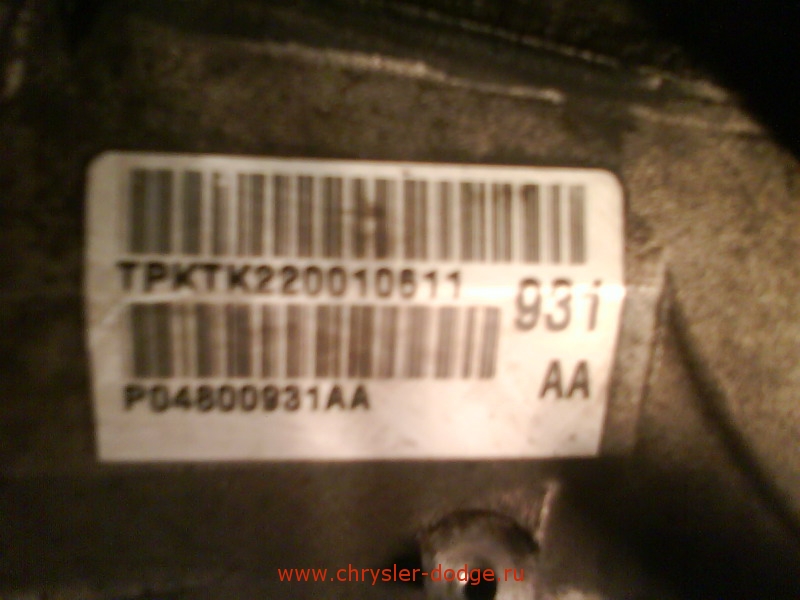 TPKTK220010611
931
P04800931AA
AA
www.chrysler-dodge.ru